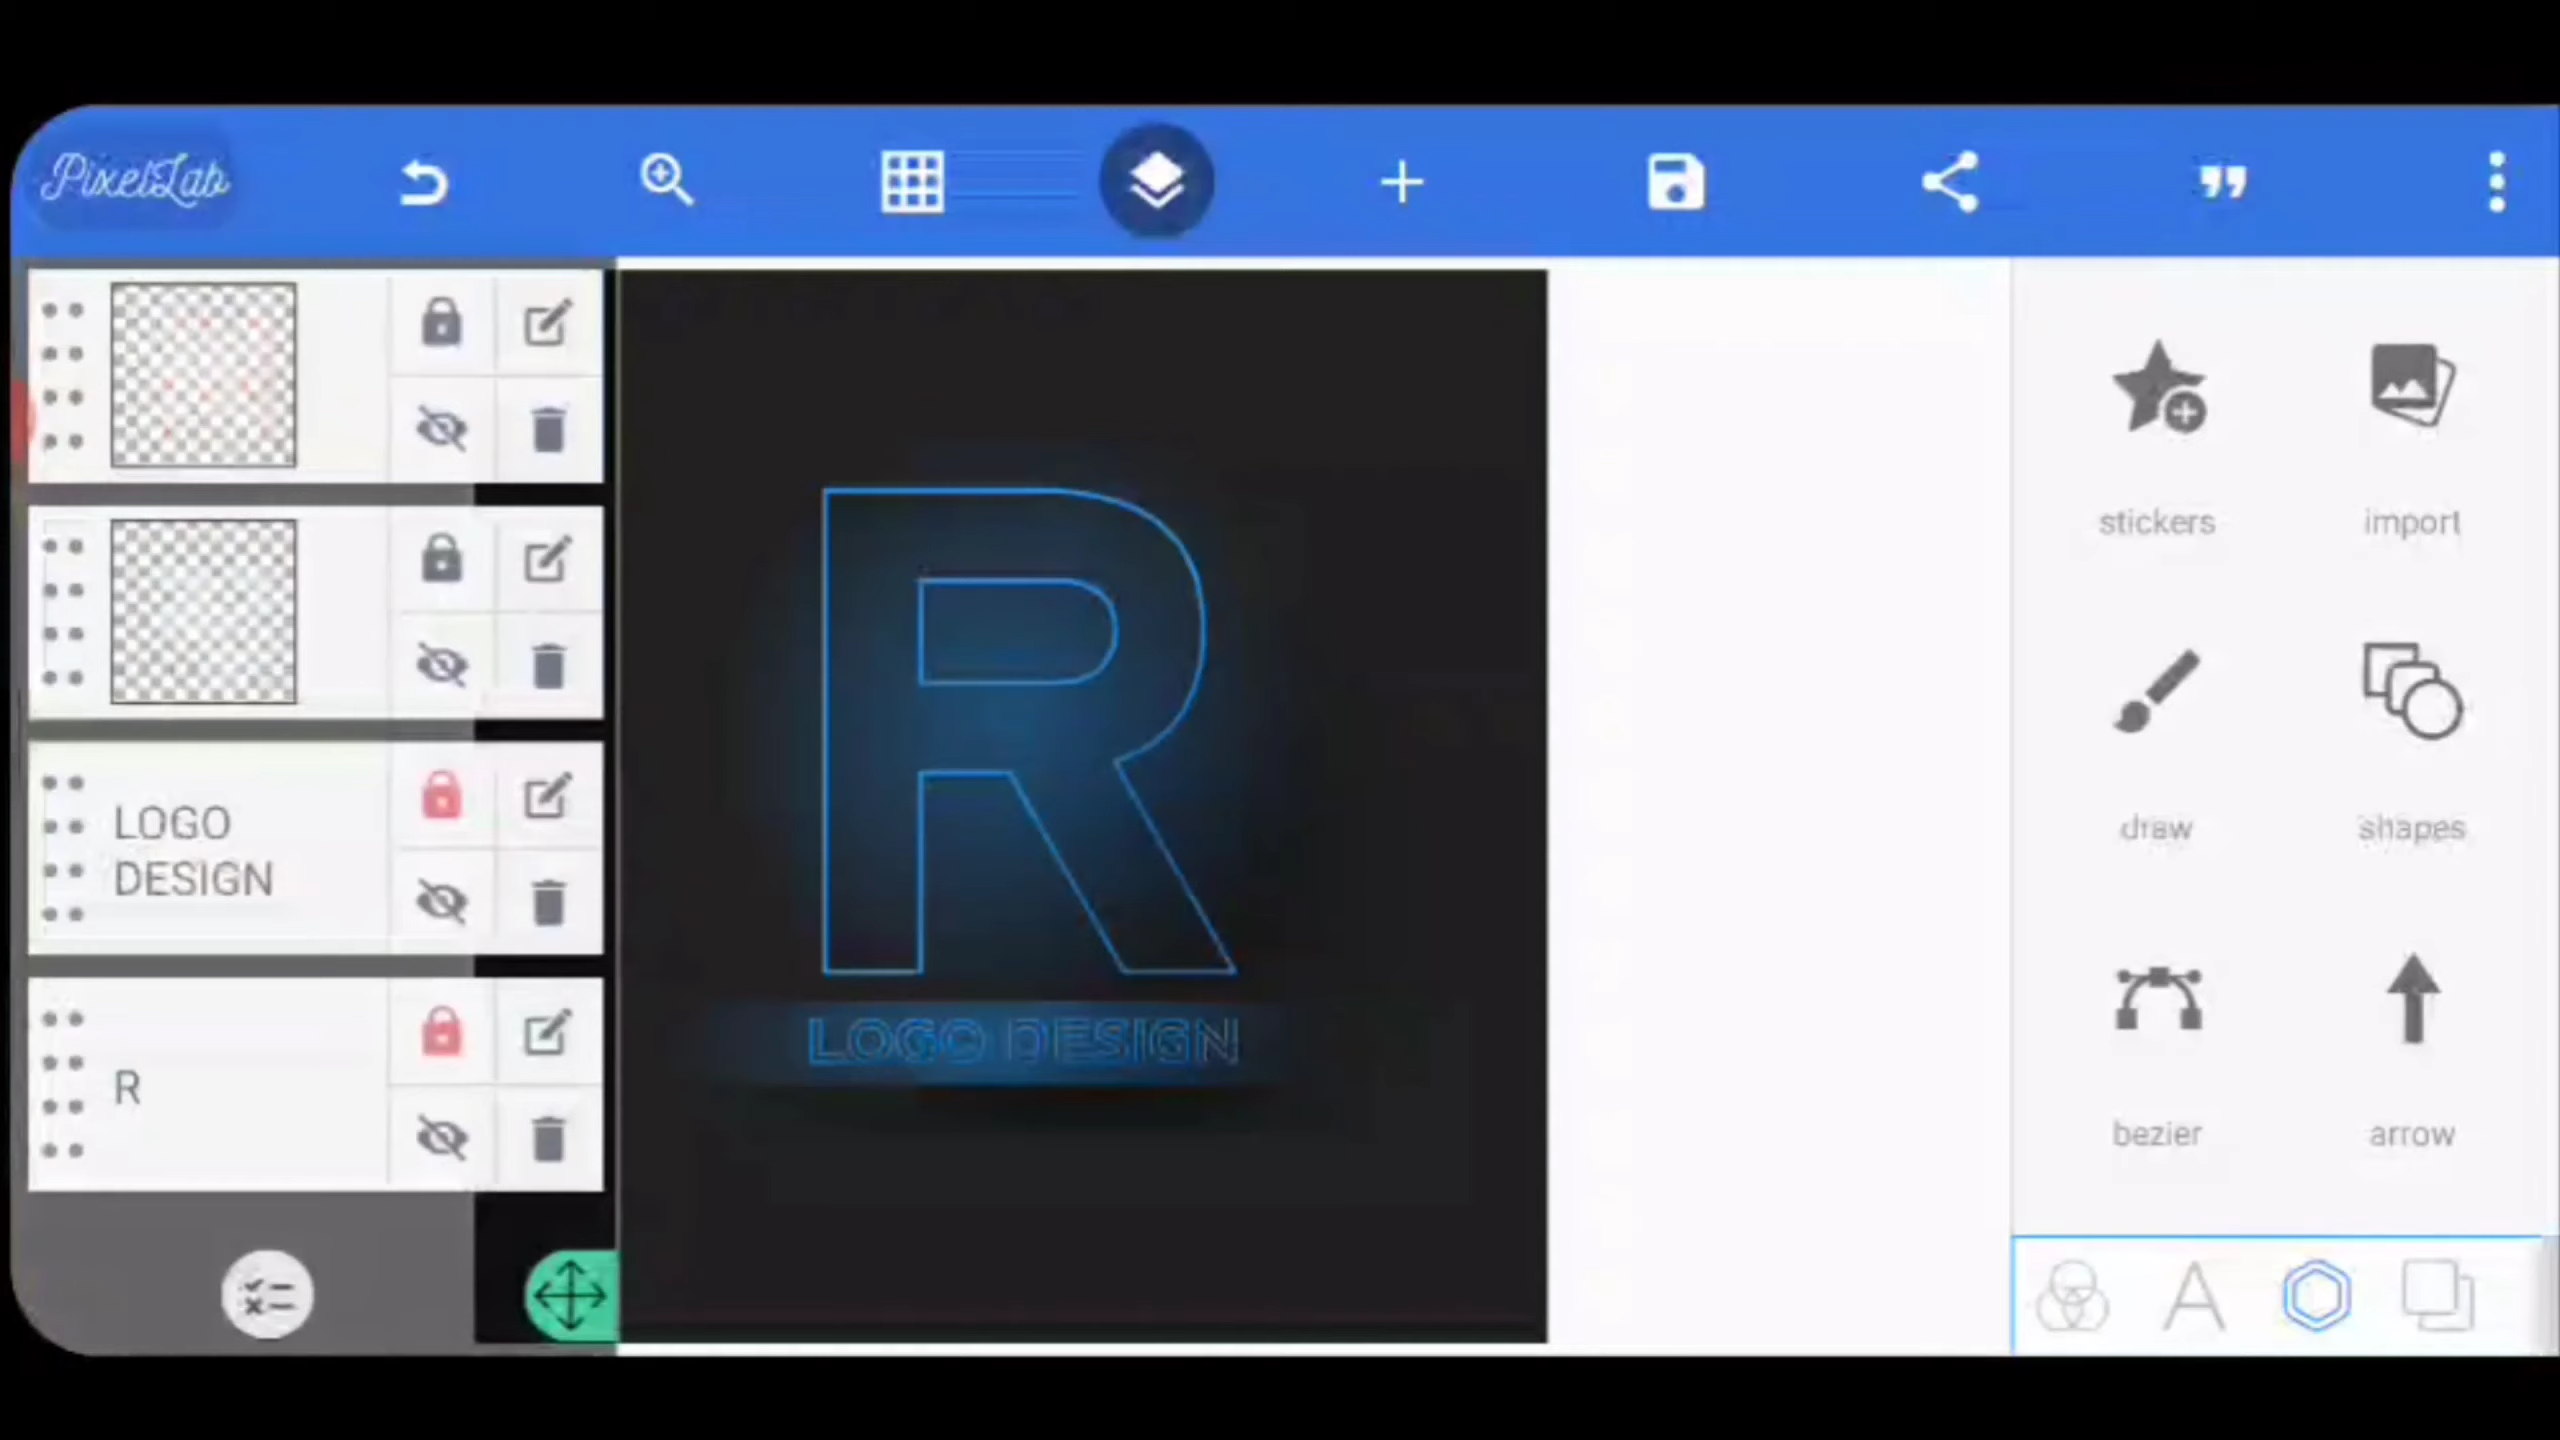 PixelLab
LOGO
DESIGN
R
R
LOGO DESIGN
stickers
import
draw
shapes
bezier
arrow